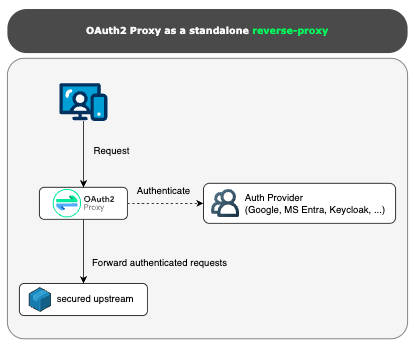 OAuth2 Proxy as a standalone reverse-proxy
Request
OAuth2
Proxy
Authenticate
Auth Provider
(Google, MS Entra, Keycloak, ...)
Forward authenticated requests
secured upstream